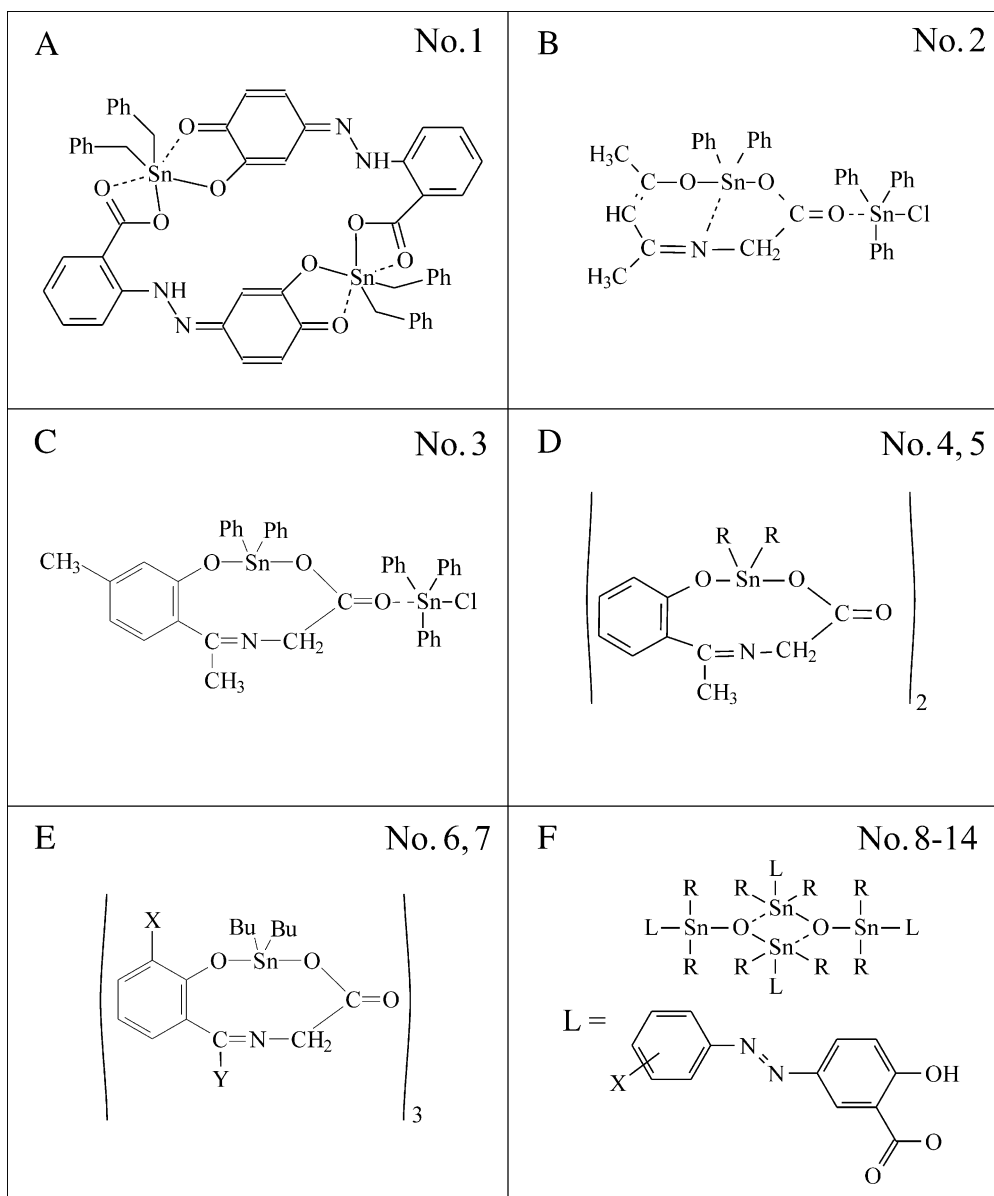 A No.1
Ph
Ph
O
N
Sn
NH
O
O
O
O
O
O
Sn
NH
Ph
N
O
Ph
B No.2
Ph Ph
H3C
C O Sn O
Ph Ph
HC
C O Sn Cl
C N CH2
Ph
H3C
C No.3
Ph Ph
CH3
O Sn O
Ph Ph
C O Sn Cl
C N CH2
Ph
CH3
D No.4, 5
R R
O Sn O
C O
C N CH2
CH3
2
E No.6, 7
X
Bu Bu
O Sn O
C O
C N CH2
Y
3
F No.8-14
L
R R R R
Sn
L Sn O O Sn L
Sn
R R R R
L
L =
N
N
X
OH
O
O